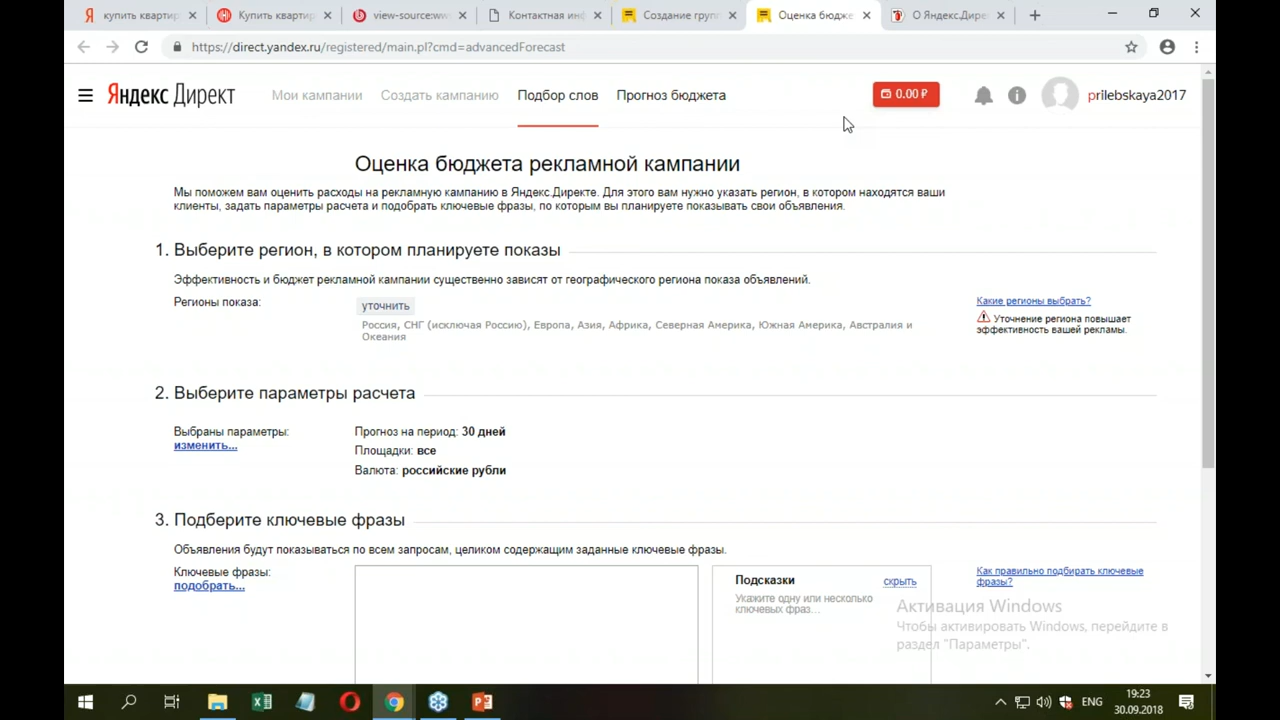 купить квартир
Купить квартир
view-source:ww
Контактная инф
Создание групп
Оценка бюдже
О Яндекс.Дирек
https://direct.yandex.ru/registered/main.pl?cmd=advancedForecast
Яндекс Директ
Мои кампании
Создать кампанию
Подбор слов
Прогноз бюджета
0.00 ₽
prilebskaya2017
Оценка бюджета рекламной кампании
Мы поможем вам оценить расходы на рекламную кампанию в Яндекс.Директе. Для этого вам нужно указать регион, в котором находятся ваши
клиенты, задать параметры расчета и подобрать ключевые фразы, по которым вы планируете показывать свои объявления.
1. Выберите регион, в котором планируете показы
Эффективность и бюджет рекламной кампании существенно зависят от географического региона показа объявлений.
Регионы показа:
уточнить
Россия, СНГ (исключая Россию), Европа, Азия, Африка, Северная Америка, Южная Америка, Австралия и
Океания
Какие регионы выбрать?
Уточнение региона повышает
эффективность вашей рекламы.
2. Выберите параметры расчета
Выбраны параметры:
изменить...
Прогноз на период: 30 дней
Площадки: все
Валюта: российские рубли
3. Подберите ключевые фразы
Объявления будут показываться по всем запросам, целиком содержащим заданные ключевые фразы.
Ключевые фразы:
подобрать...
Подсказки
скрыть
Укажите одну или несколько
ключевых фраз...
Как правильно подбирать ключевые
фразы?
Активация Windows
Чтобы активировать Windows, перейдите в
раздел "Параметры".
ENG
19:23
30.09.2018